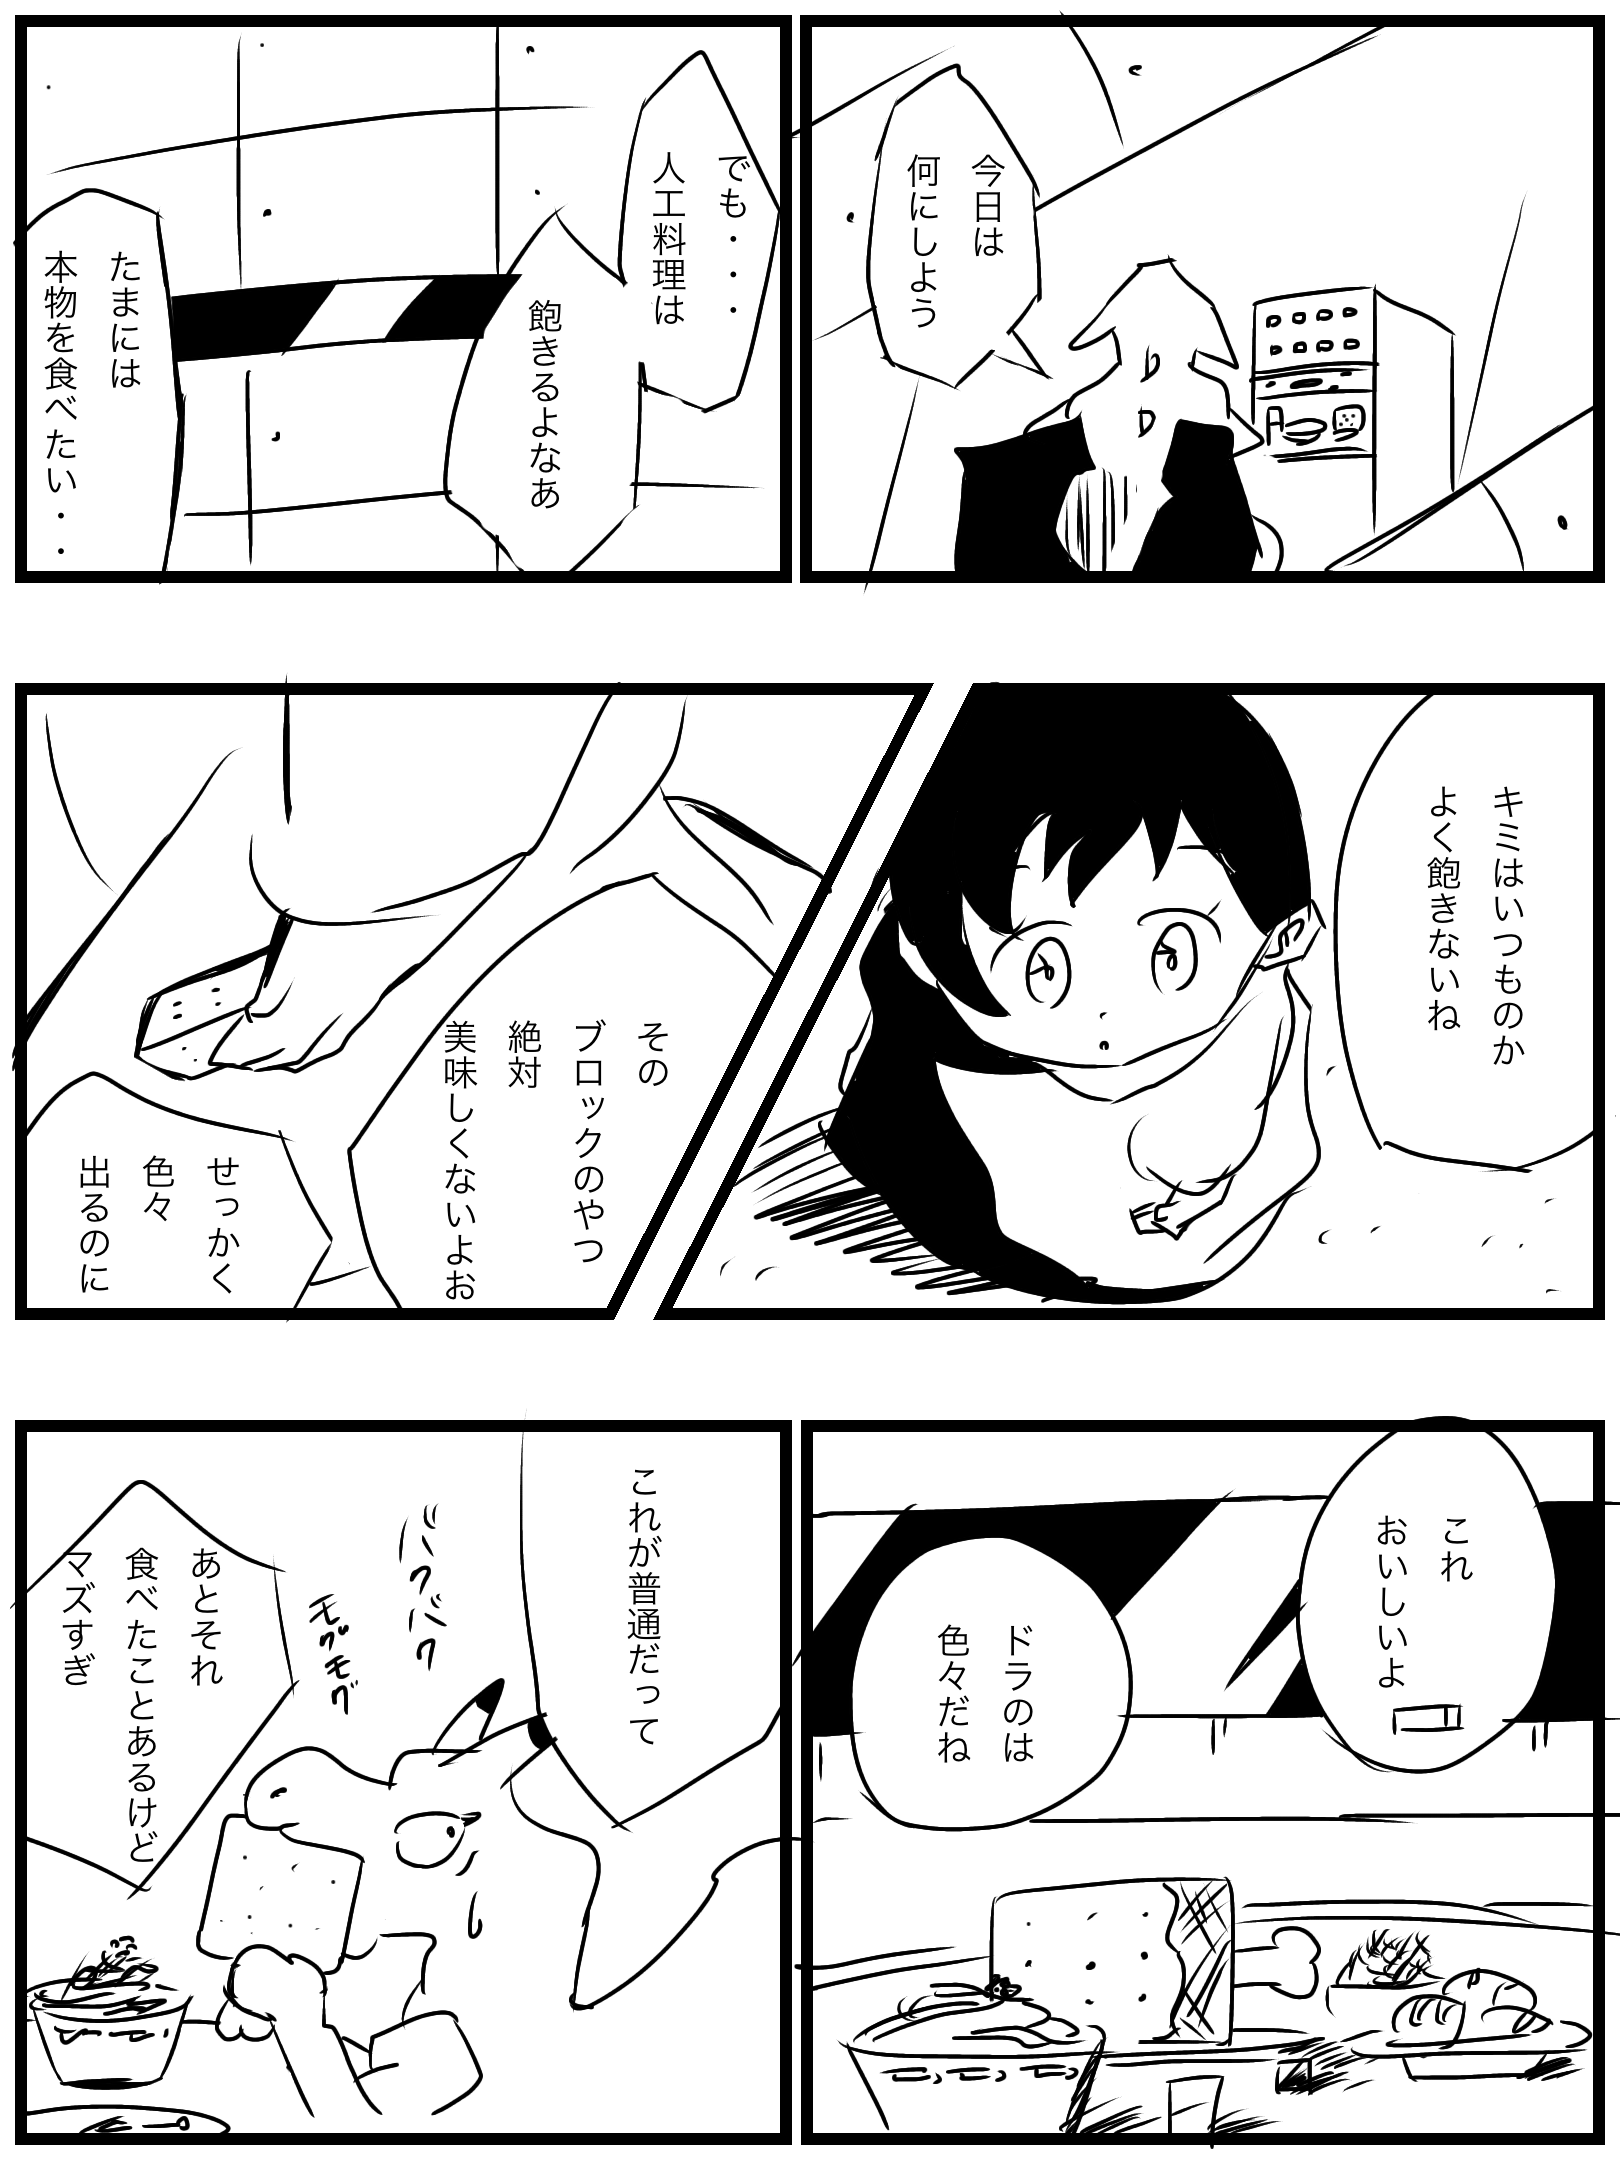 今日は
何にしよう
でも・・・
人工料理は
飽きるよなあ
たまには
本物を食べたい・・
キミはいつものか
よく飽きないね
その
ブロックのやつ
絶対
美味しくないよお
せっかく
色々
出るのに
これ
おいしいよ
ドラのは
色々だね
これが普通だって
バクバク
モグモグ
あとそれ
食べたことあるけど
マズすぎ